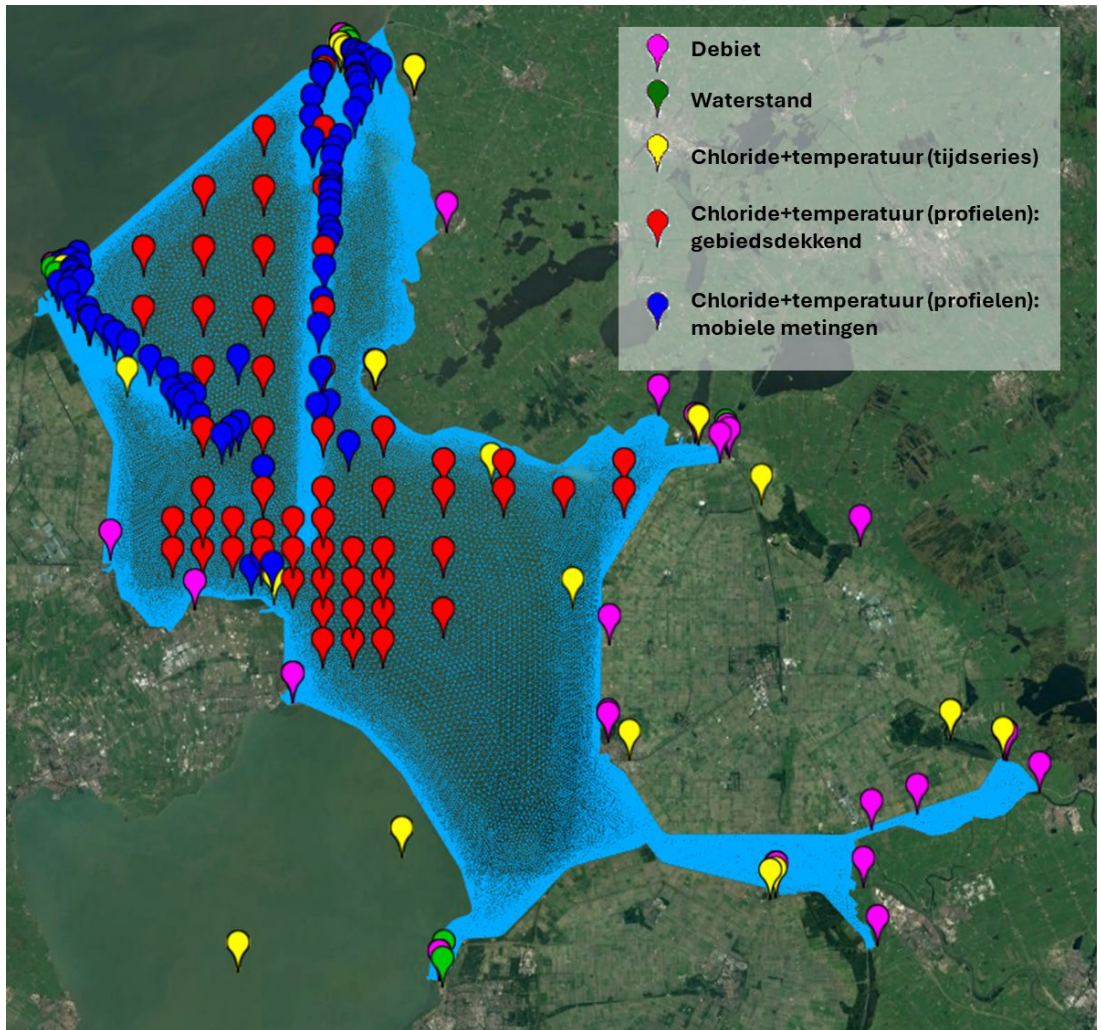 Debiet
Waterstand
Chloride+temperatuur (tijdseries)
Chloride+temperatuur (profielen):
gebiedsdekkend
Chloride+temperatuur (profielen):
mobiele metingen